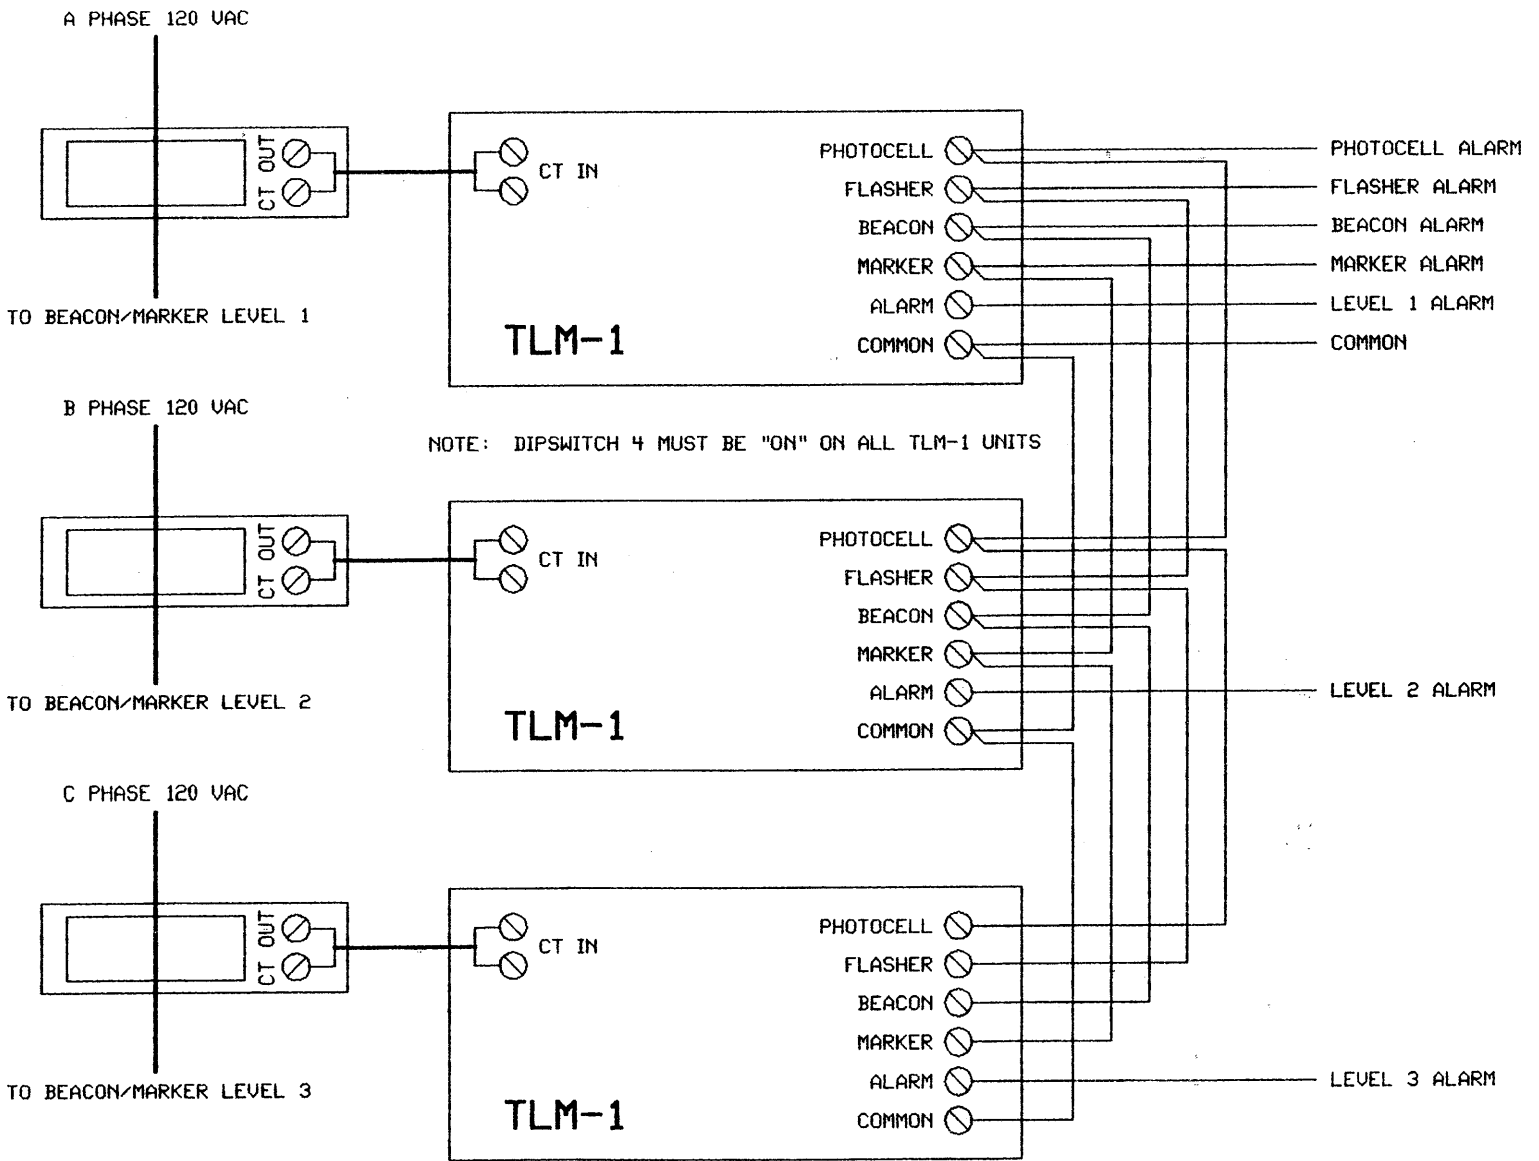 A PHASE 120 VAC
CT OUT
CT IN
PHOTOCELL
FLASHER
BEACON
MARKER
ALARM
COMMON
PHOTOCELL ALARM
FLASHER ALARM
BEACON ALARM
MARKER ALARM
LEVEL 1 ALARM
COMMON
TO BEACON/MARKER LEVEL 1
TLM-1
B PHASE 120 VAC
NOTE: DIPSWITCH 4 MUST BE "ON" ON ALL TLM-1 UNITS
CT OUT
CT IN
PHOTOCELL
FLASHER
BEACON
MARKER
ALARM
COMMON
LEVEL 2 ALARM
TO BEACON/MARKER LEVEL 2
TLM-1
C PHASE 120 VAC
CT OUT
CT IN
PHOTOCELL
FLASHER
BEACON
MARKER
ALARM
COMMON
LEVEL 3 ALARM
TO BEACON/MARKER LEVEL 3
TLM-1